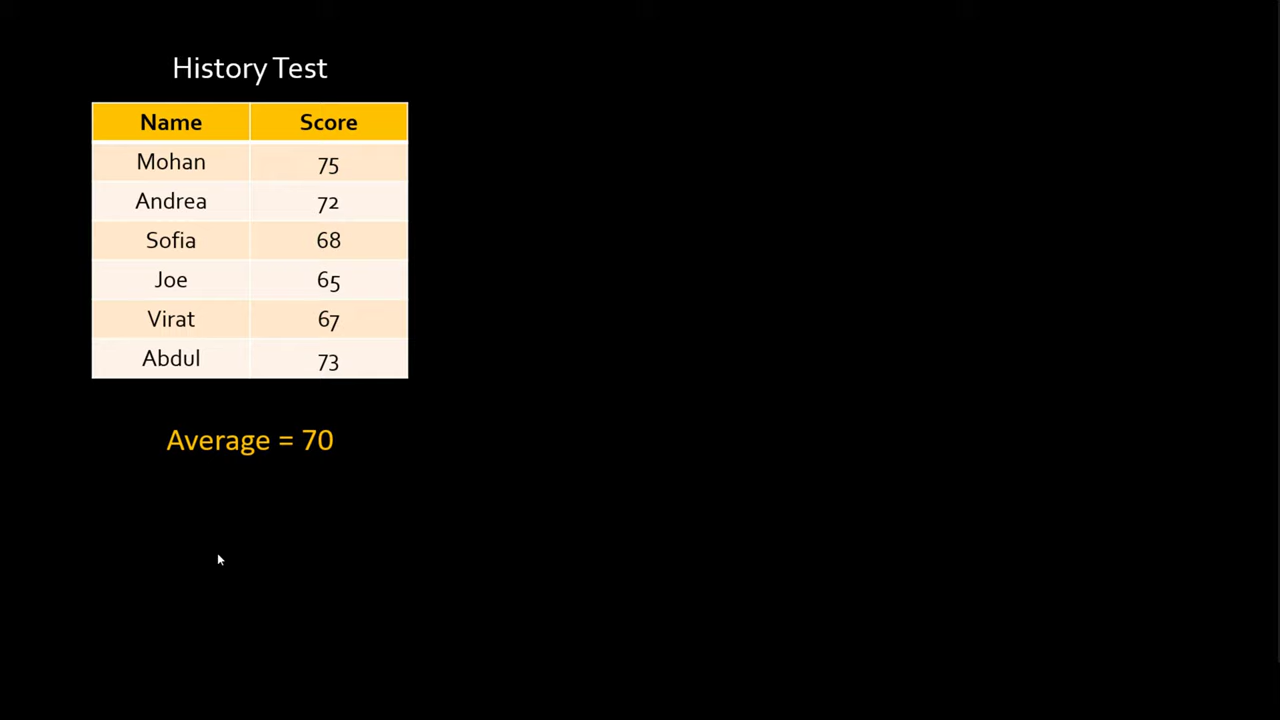 History Test
Name Score
Mohan 75
Andrea 72
Sofia 68
Joe 65
Virat 67
Abdul 73
Average = 70